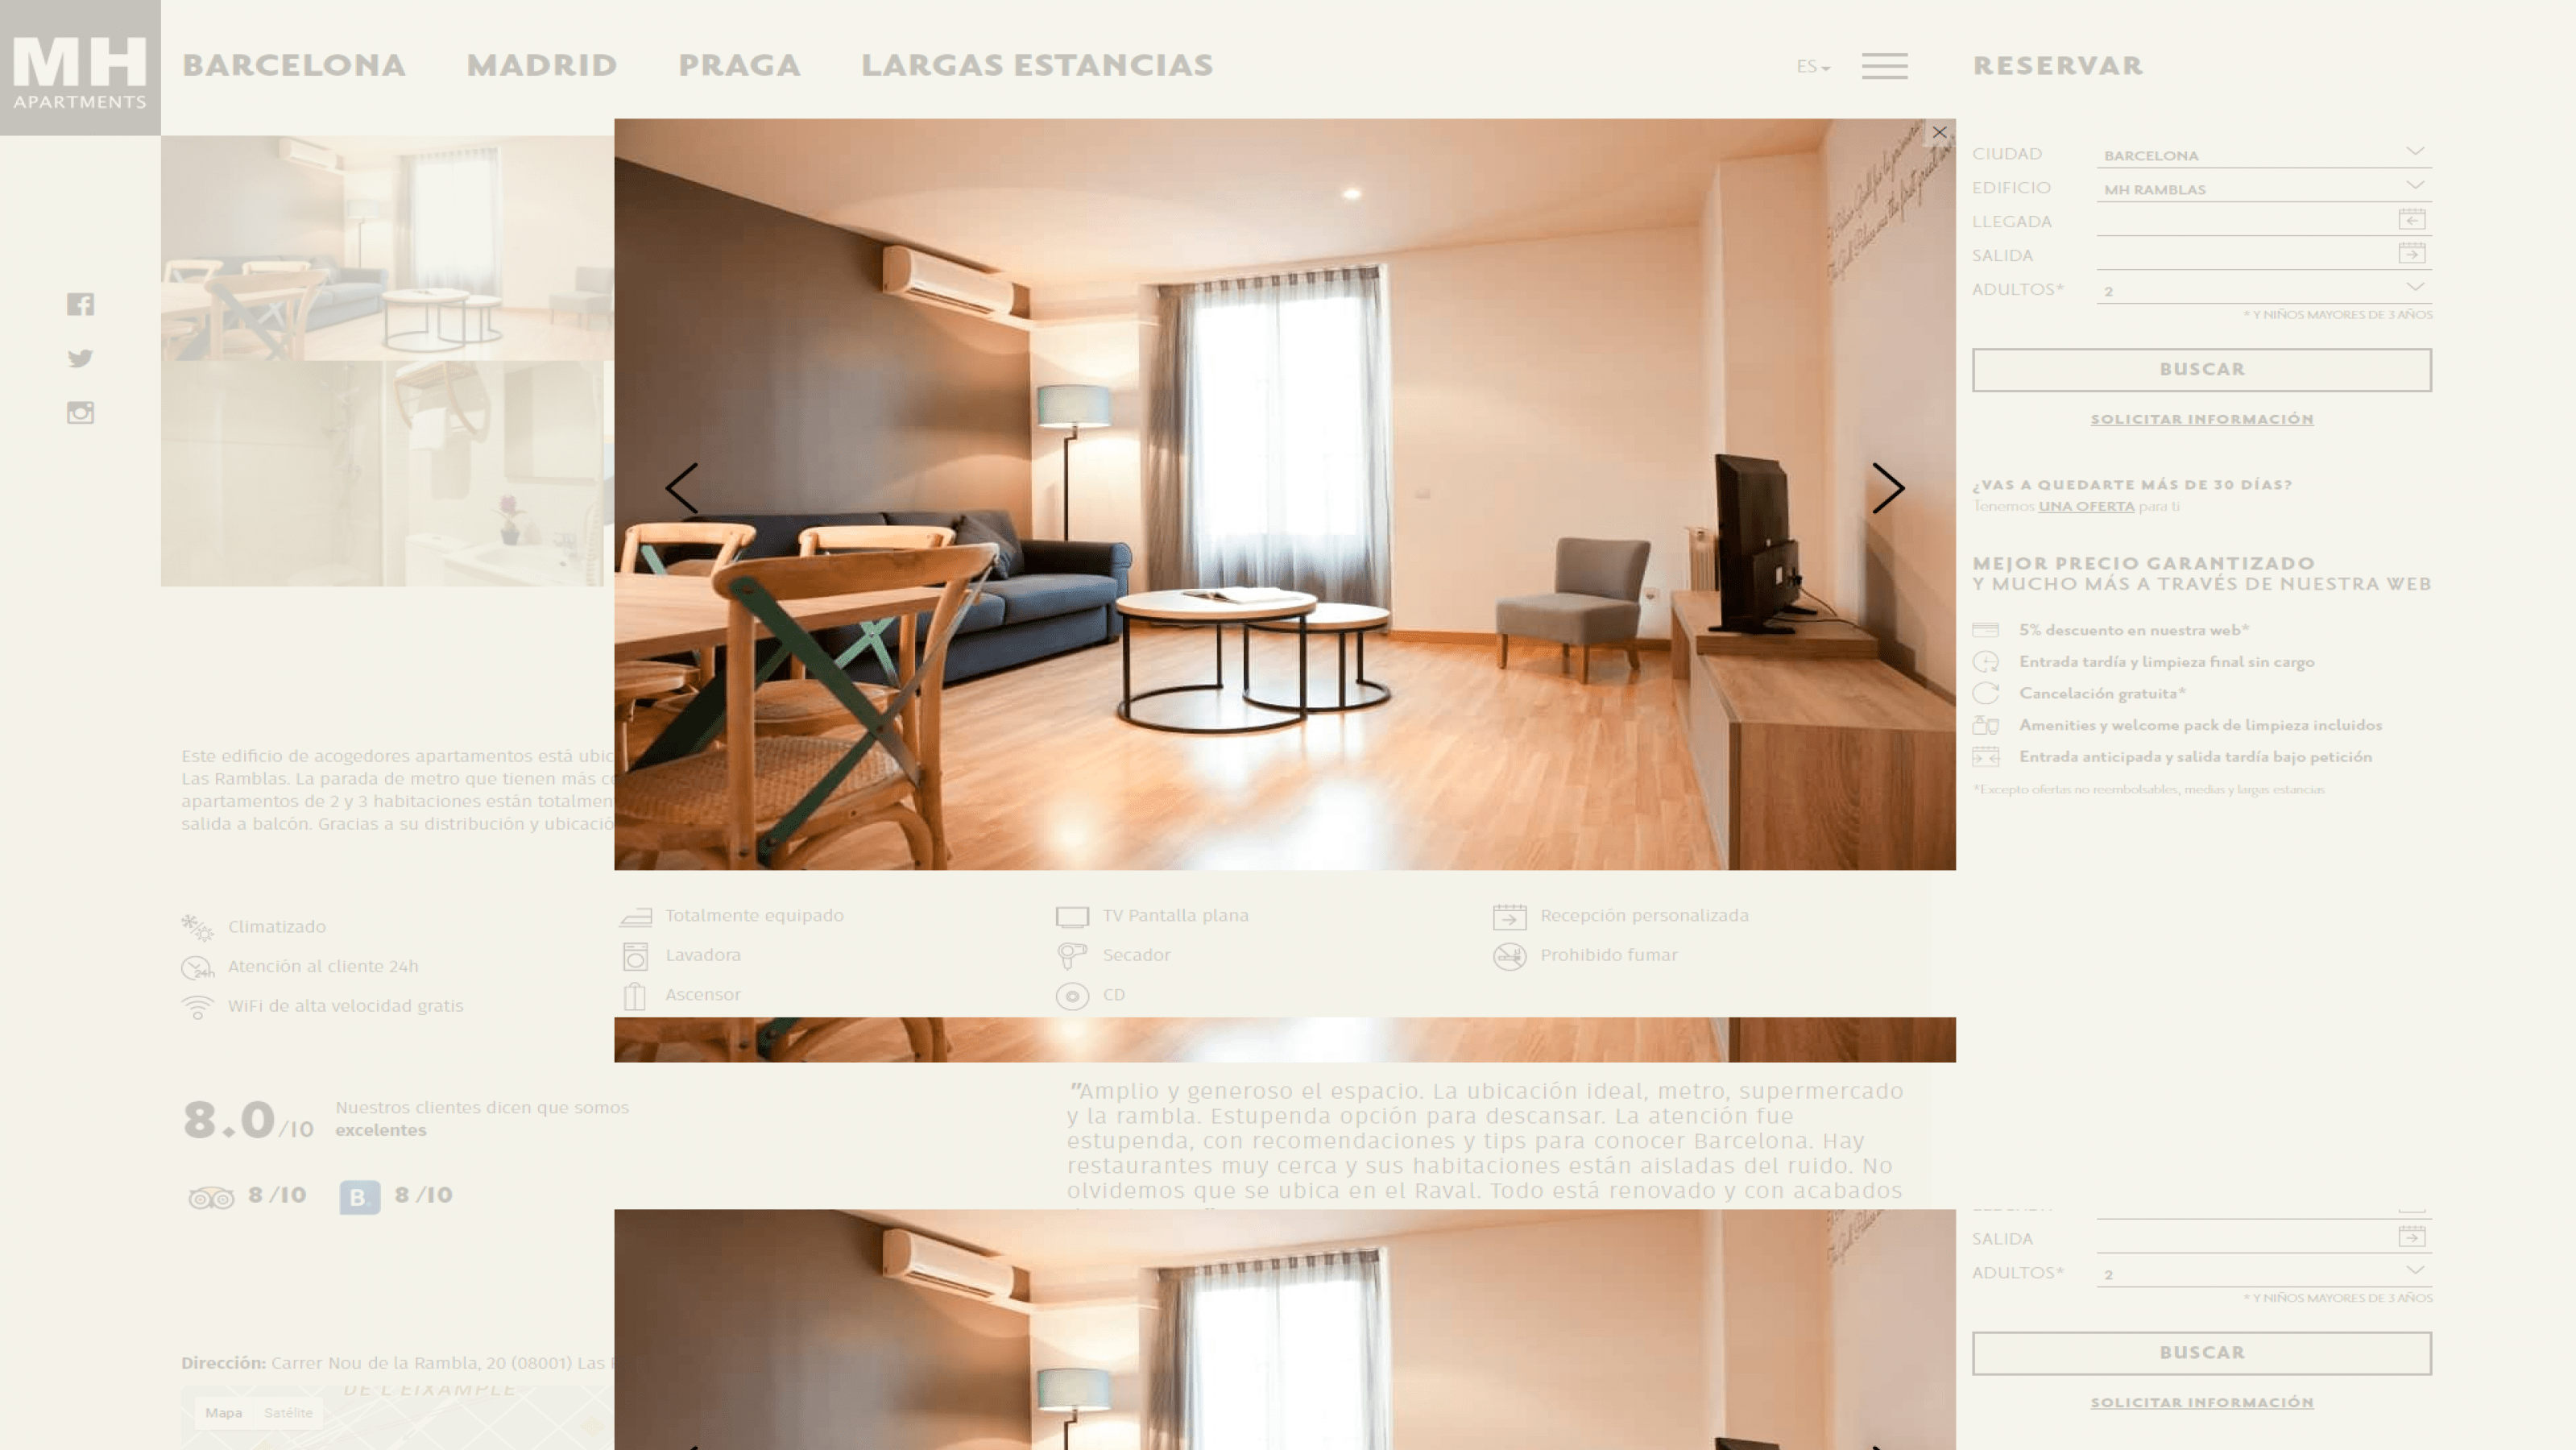 MH
APARTMENTS
BARCELONA
MADRID
PRAGA
LARGAS ESTANCIAS
ES
RESERVAR
CIUDAD
BARCELONA
EDIFICIO
MH RAMBLAS
LLEGADA
SALIDA
ADULTOS*
2
* Y NIÑOS MAYORES DE 3 AÑOS
BUSCAR
SOLICITAR INFORMACIÓN
¿VAS A QUEDARTE MÁS DE 30 DÍAS?
Tenemos UNA OFERTA para ti
MEJOR PRECIO GARANTIZADO
Y MUCHO MÁS A TRAVÉS DE NUESTRA WEB
5% descuento en nuestra web*
Entrada tardía y limpieza final sin cargo
Cancelación gratuita*
Amenities y welcome pack de limpieza incluidos
Entrada anticipada y salida tardía bajo petición
*Excepto ofertas no reembolsables, medias y largas estancias
Este edificio de acogedores apartamentos está ubic
Las Ramblas. La parada de metro que tienen más c
apartamentos de 2 y 3 habitaciones están totalmen
salida a balcón. Gracias a su distribución y ubicació
Climatizado
Atención al cliente 24h
WiFi de alta velocidad gratis
Totalmente equipado
Lavadora
Ascensor
TV Pantalla plana
Secador
CD
Recepción personalizada
Prohibido fumar
8.0/10
Nuestros clientes dicen que somos
excelentes
8 /10
B. 8 /10
"Amplio y generoso el espacio. La ubicación ideal, metro, supermercado
y la rambla. Estupenda opción para descansar. La atención fue
estupenda, con recomendaciones y tips para conocer Barcelona. Hay
restaurantes muy cerca y sus habitaciones están aisladas del ruido. No
olvidemos que se ubica en el Raval. Todo está renovado y con acabados
SALIDA
ADULTOS*
2
* Y NIÑOS MAYORES DE 3 AÑOS
BUSCAR
SOLICITAR INFORMACIÓN
Dirección: Carrer Nou de la Rambla, 20 (08001) Las
DE L'EIXAMPLE
Mapa
Satélite